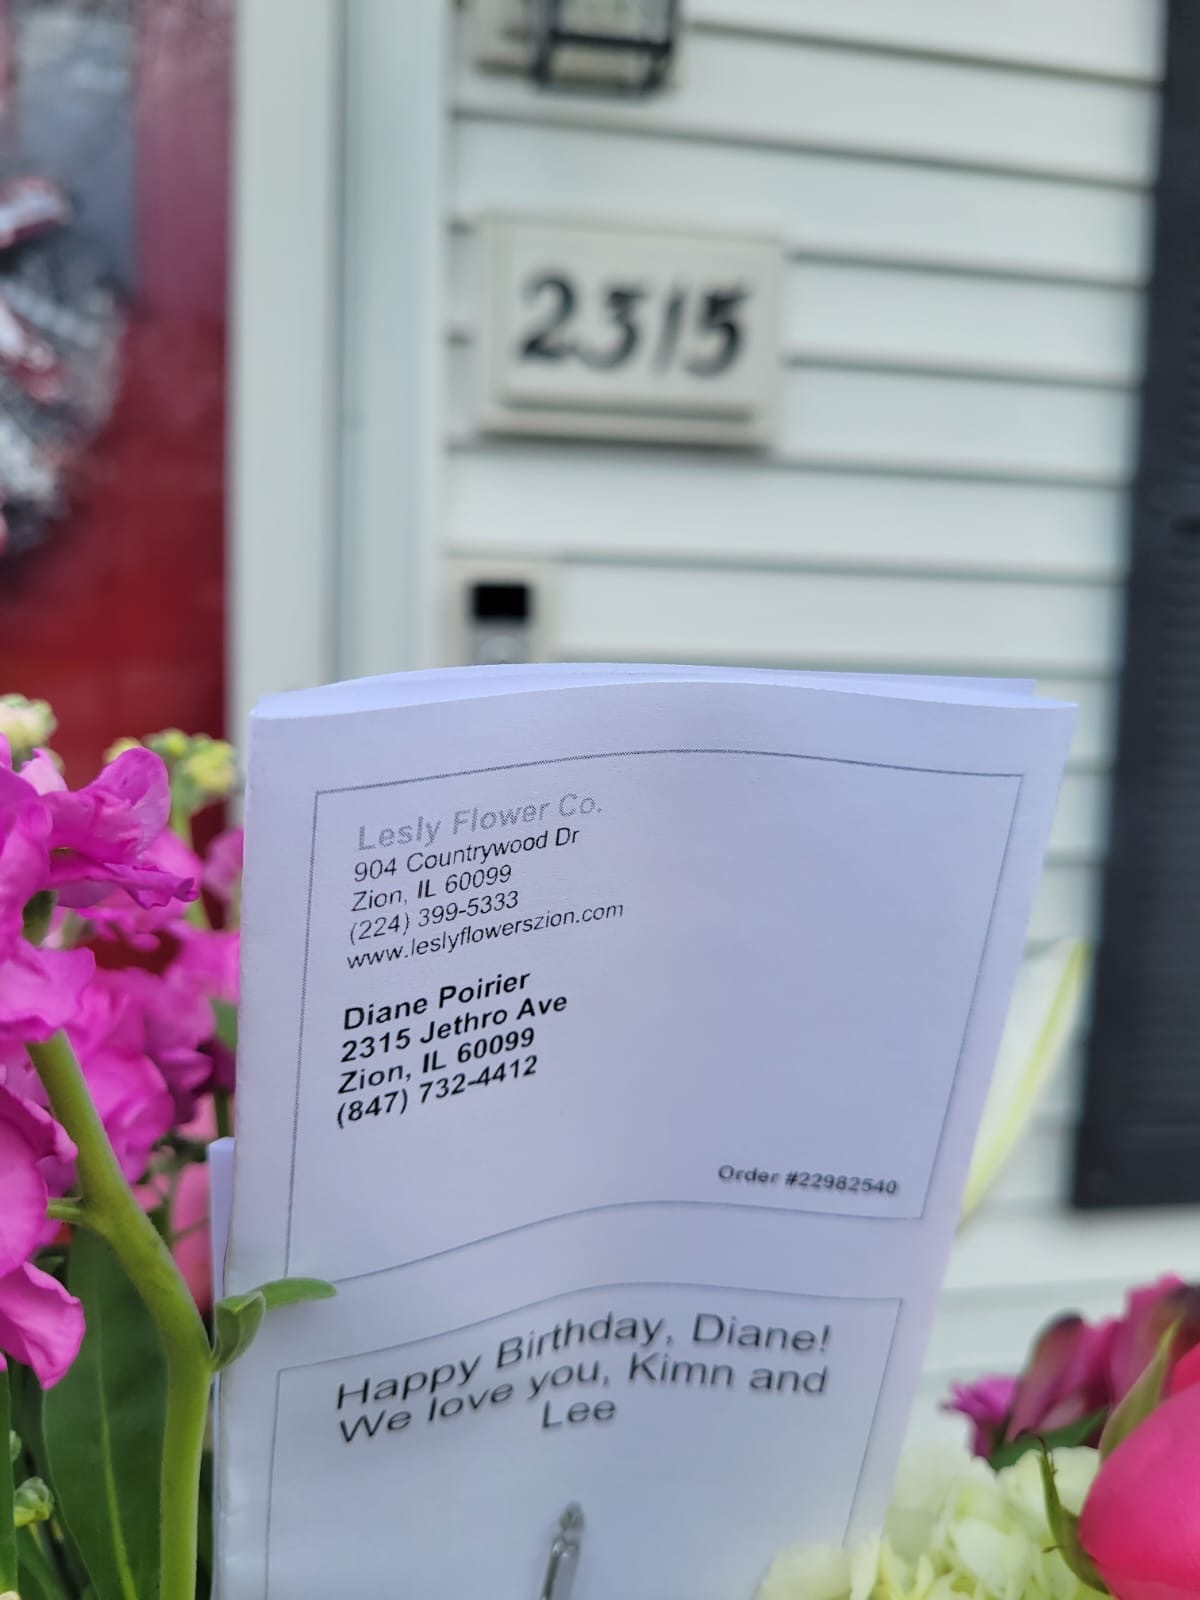 2315
Lesly Flower Co.
904 Countrywood Dr
Zion, IL 60099
(224) 399-5333
www.leslyflowerszion.com
Diane Poirier
2315 Jethro Ave
Zion, IL 60099
(847) 732-4412
Order #22982540
Happy Birthday, Diane!
We love you, Kimn and
Lee